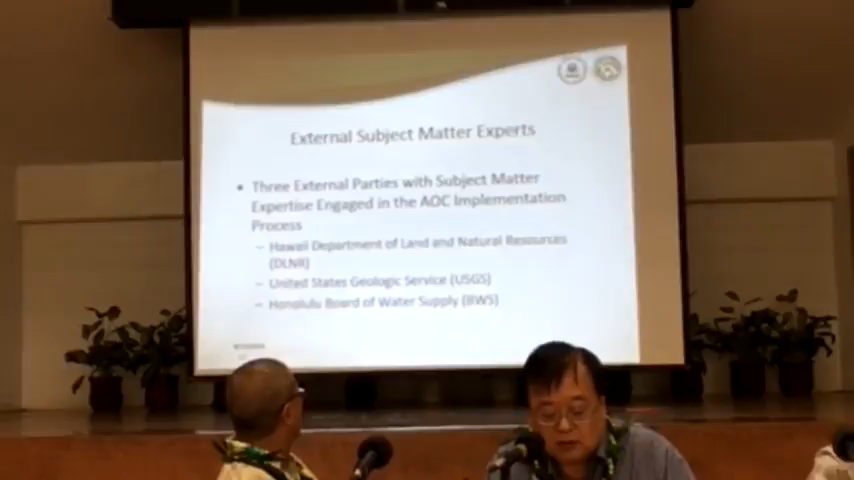 External Subject Matter Experts
• Three External Parties with Subject Matter
Expertise Engaged in the AOC Implementation
Process
– Hawaii Department of Land and Natural Resources
(DLNR)
– United States Geologic Service (USGS)
– Honolulu Board of Water Supply (BWS)